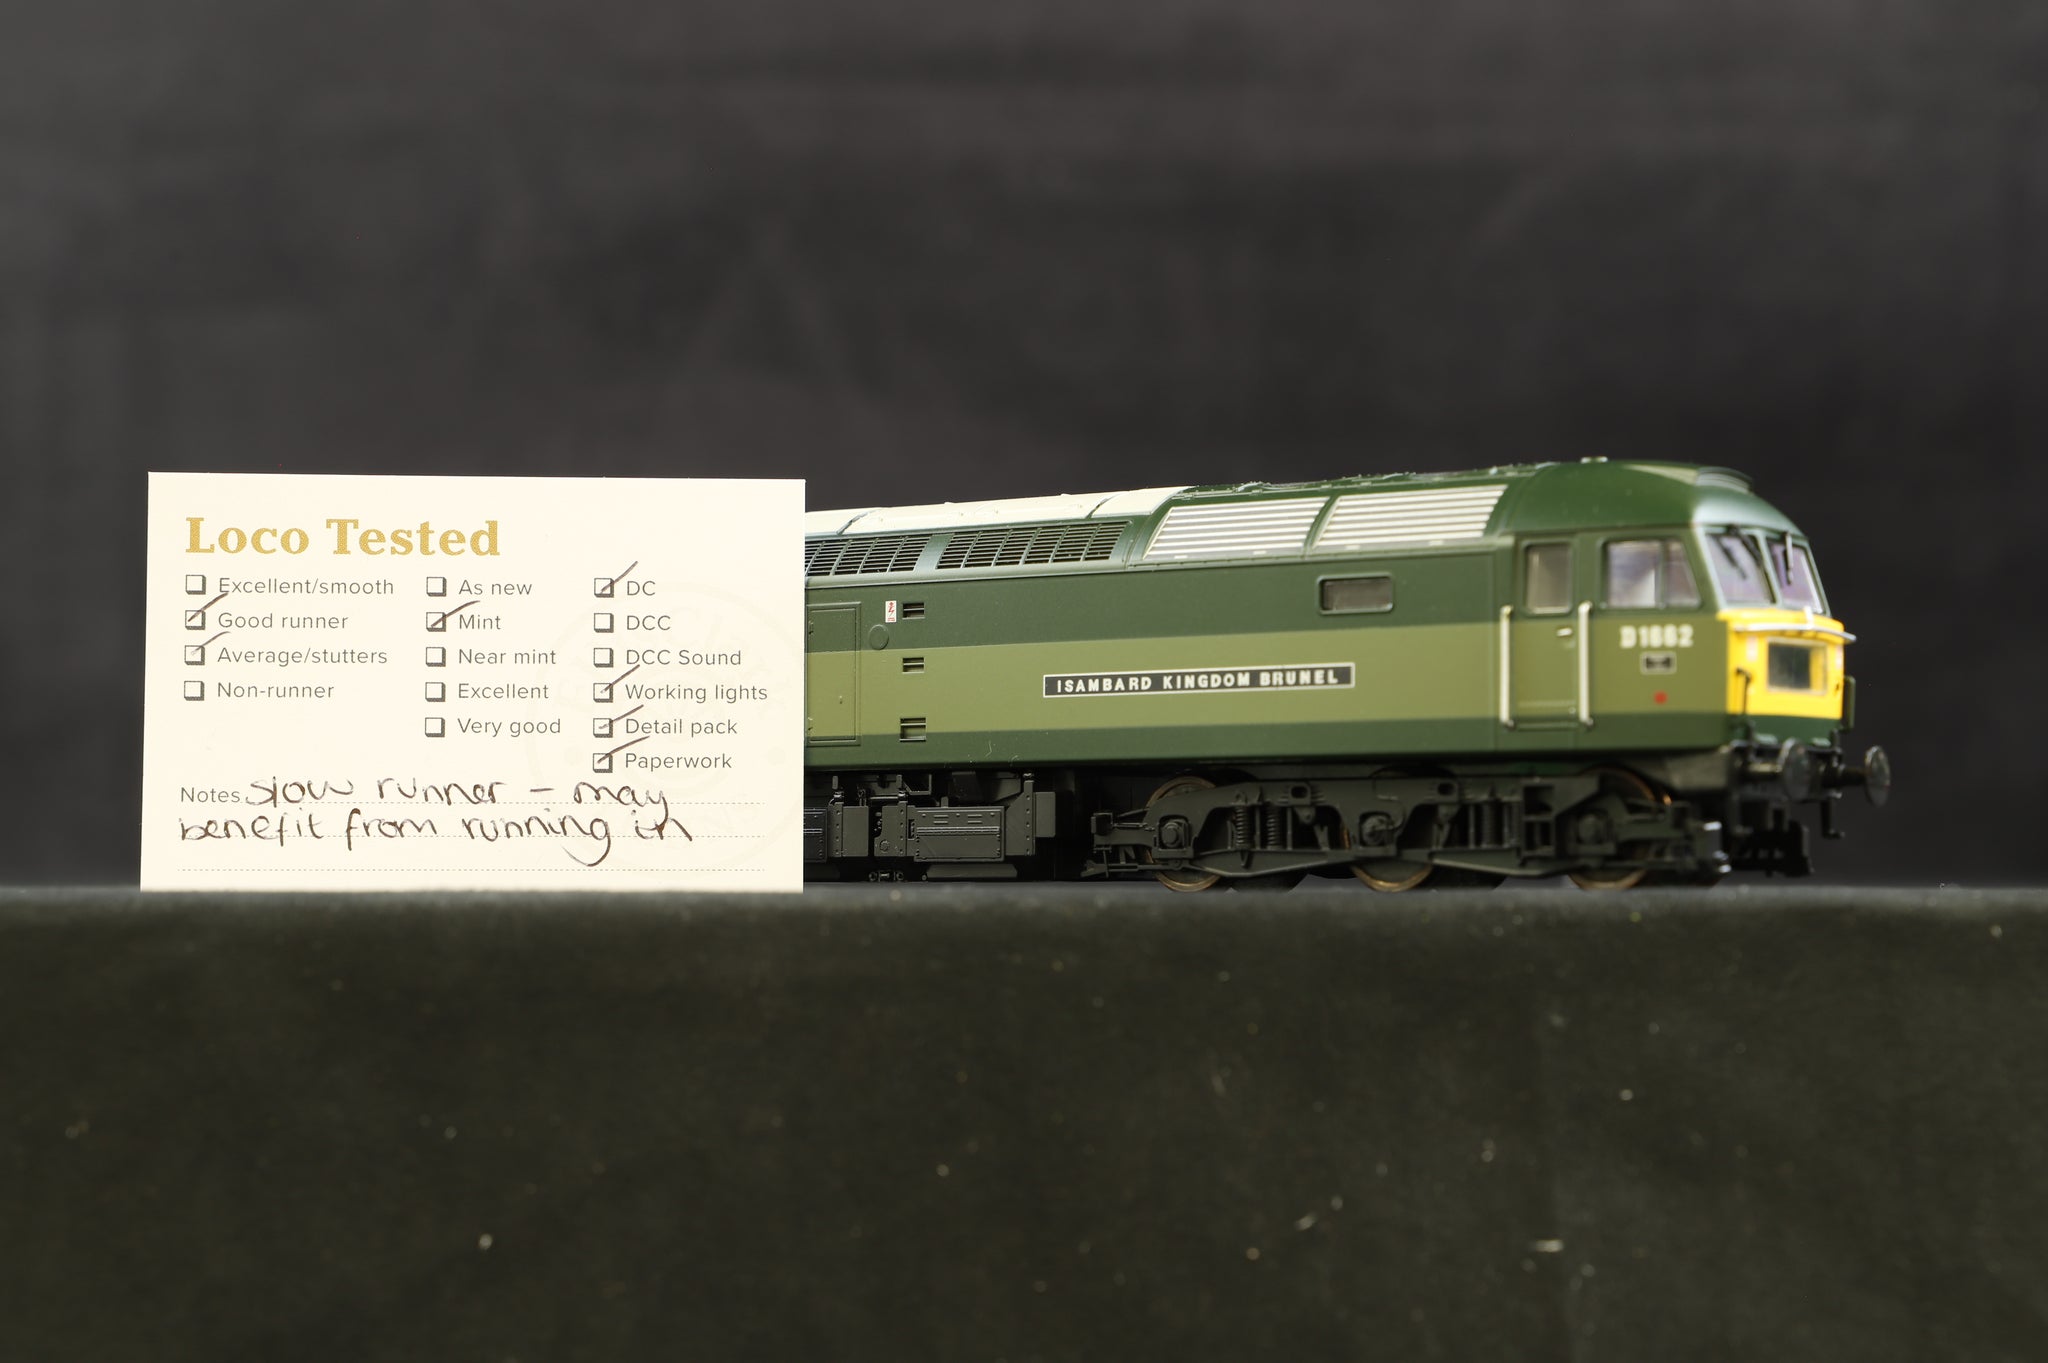 Loco Tested
Excellent/smooth
Good runner
Average/stutters
Non-runner
As new
Mint
Near mint
Excellent
Very good
DC
DCC
DCC Sound
Working lights
Detail pack
Paperwork
Notes slow runner - may
benefit from running in
ISAMBARD KINGDOM BRUNEL
D1662